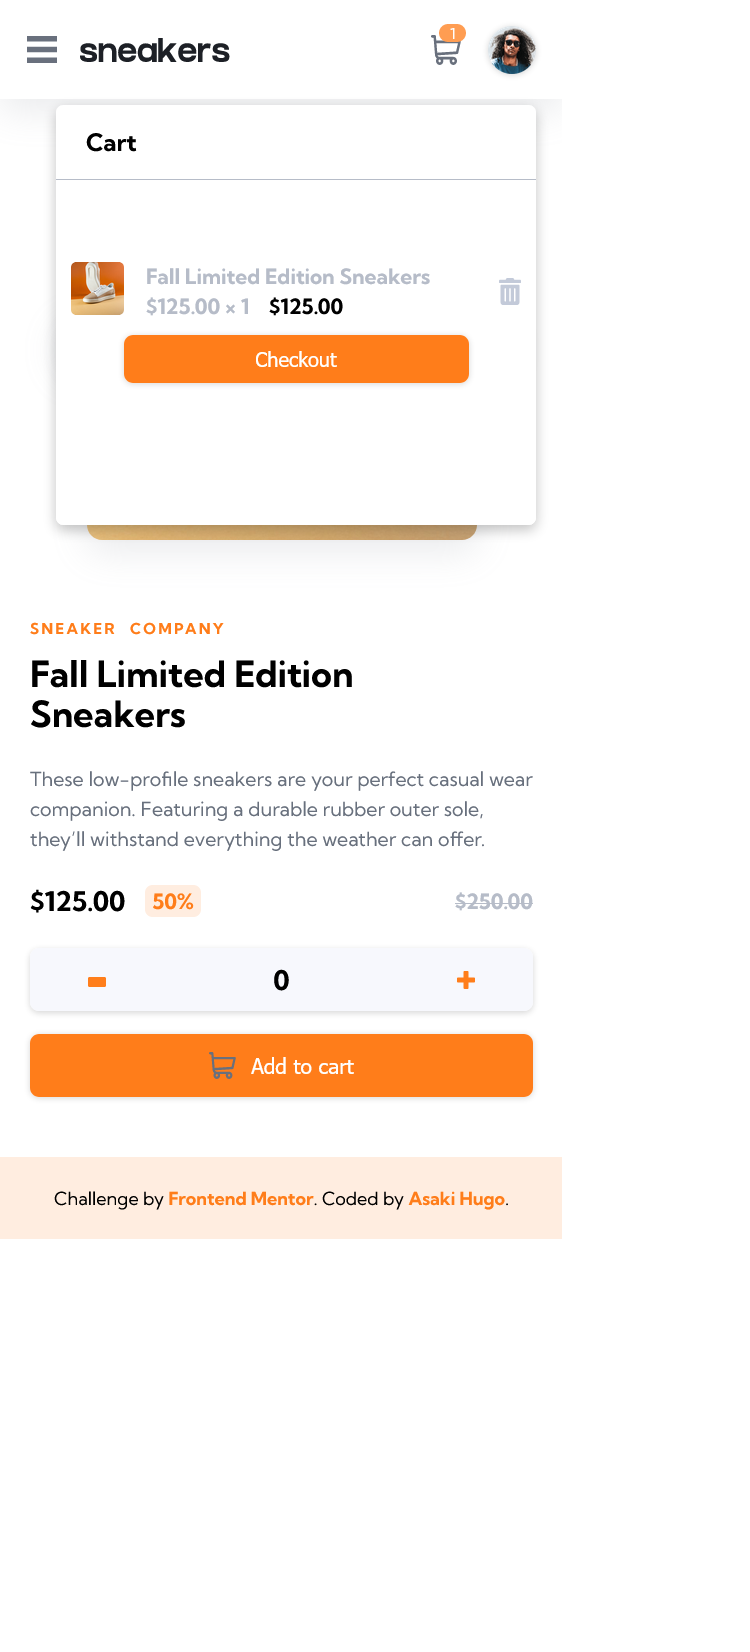 sneakers
1
Cart
Fall Limited Edition Sneakers
$125.00 × 1 $125.00
Checkout
SNEAKER COMPANY
Fall Limited Edition
Sneakers
These low-profile sneakers are your perfect casual wear
companion. Featuring a durable rubber outer sole,
they’ll withstand everything the weather can offer.
$125.00 50% $250.00
0
Add to cart
Challenge by Frontend Mentor. Coded by Asaki Hugo.